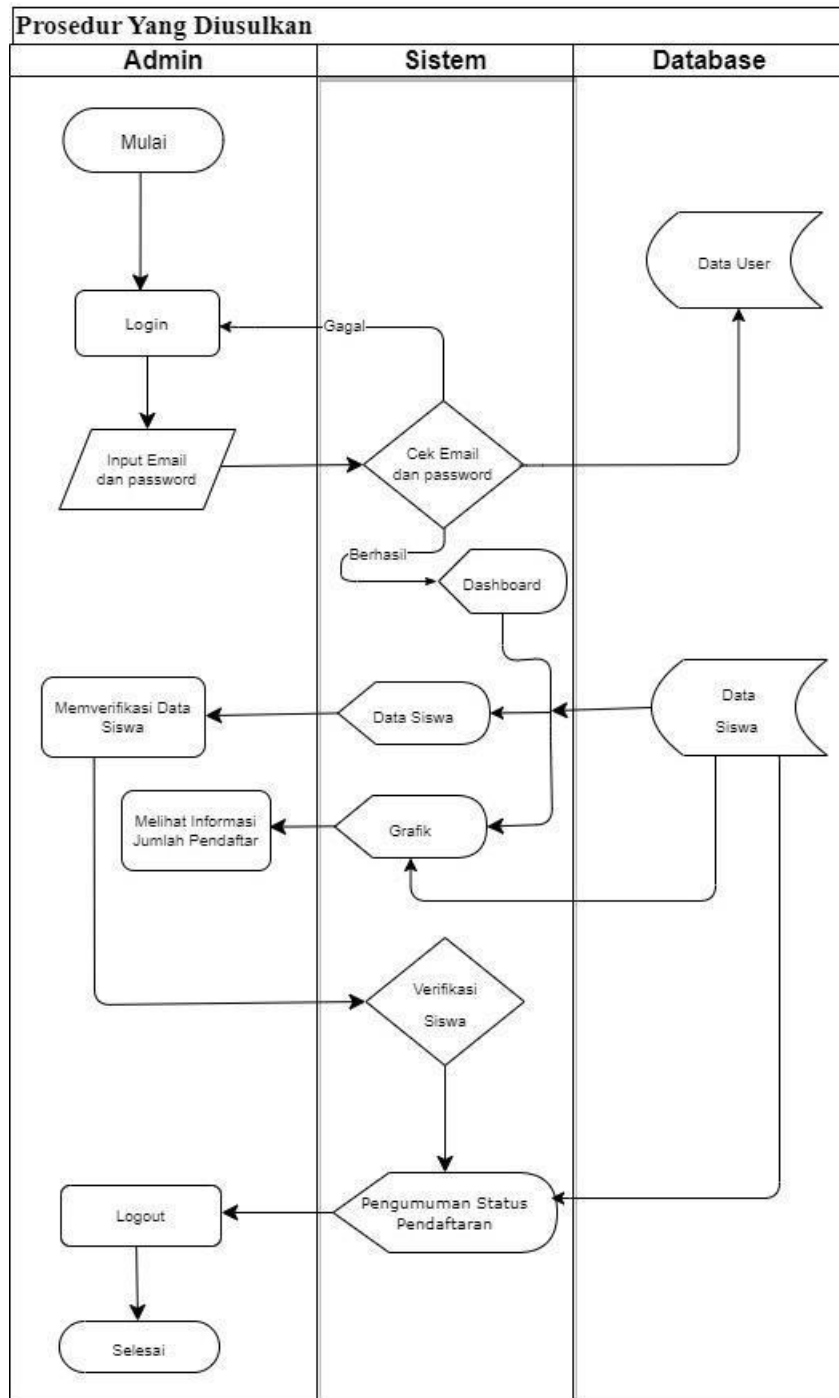 Prosedur Yang Diusulkan
Admin
Sistem
Database
Mulai
Data User
Login
Gagal
Input Email
dan password
Cek Email
dan password
Berhasil
Dashboard
Memverifikasi Data
Siswa
Data Siswa
Data
Siswa
Melihat Informasi
Jumlah Pendaftar
Grafik
Verifikasi
Siswa
Pengumuman Status
Pendaftaran
Logout
Selesai